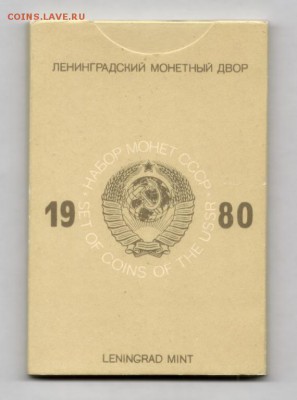 COINS.LAVE.RU
ЛЕНИНГРАДСКИЙ МОНЕТНЫЙ ДВОР
НАБОР МОНЕТ СССР
19 80
SET OF COINS OF THE USSR
LENINGRAD MINT